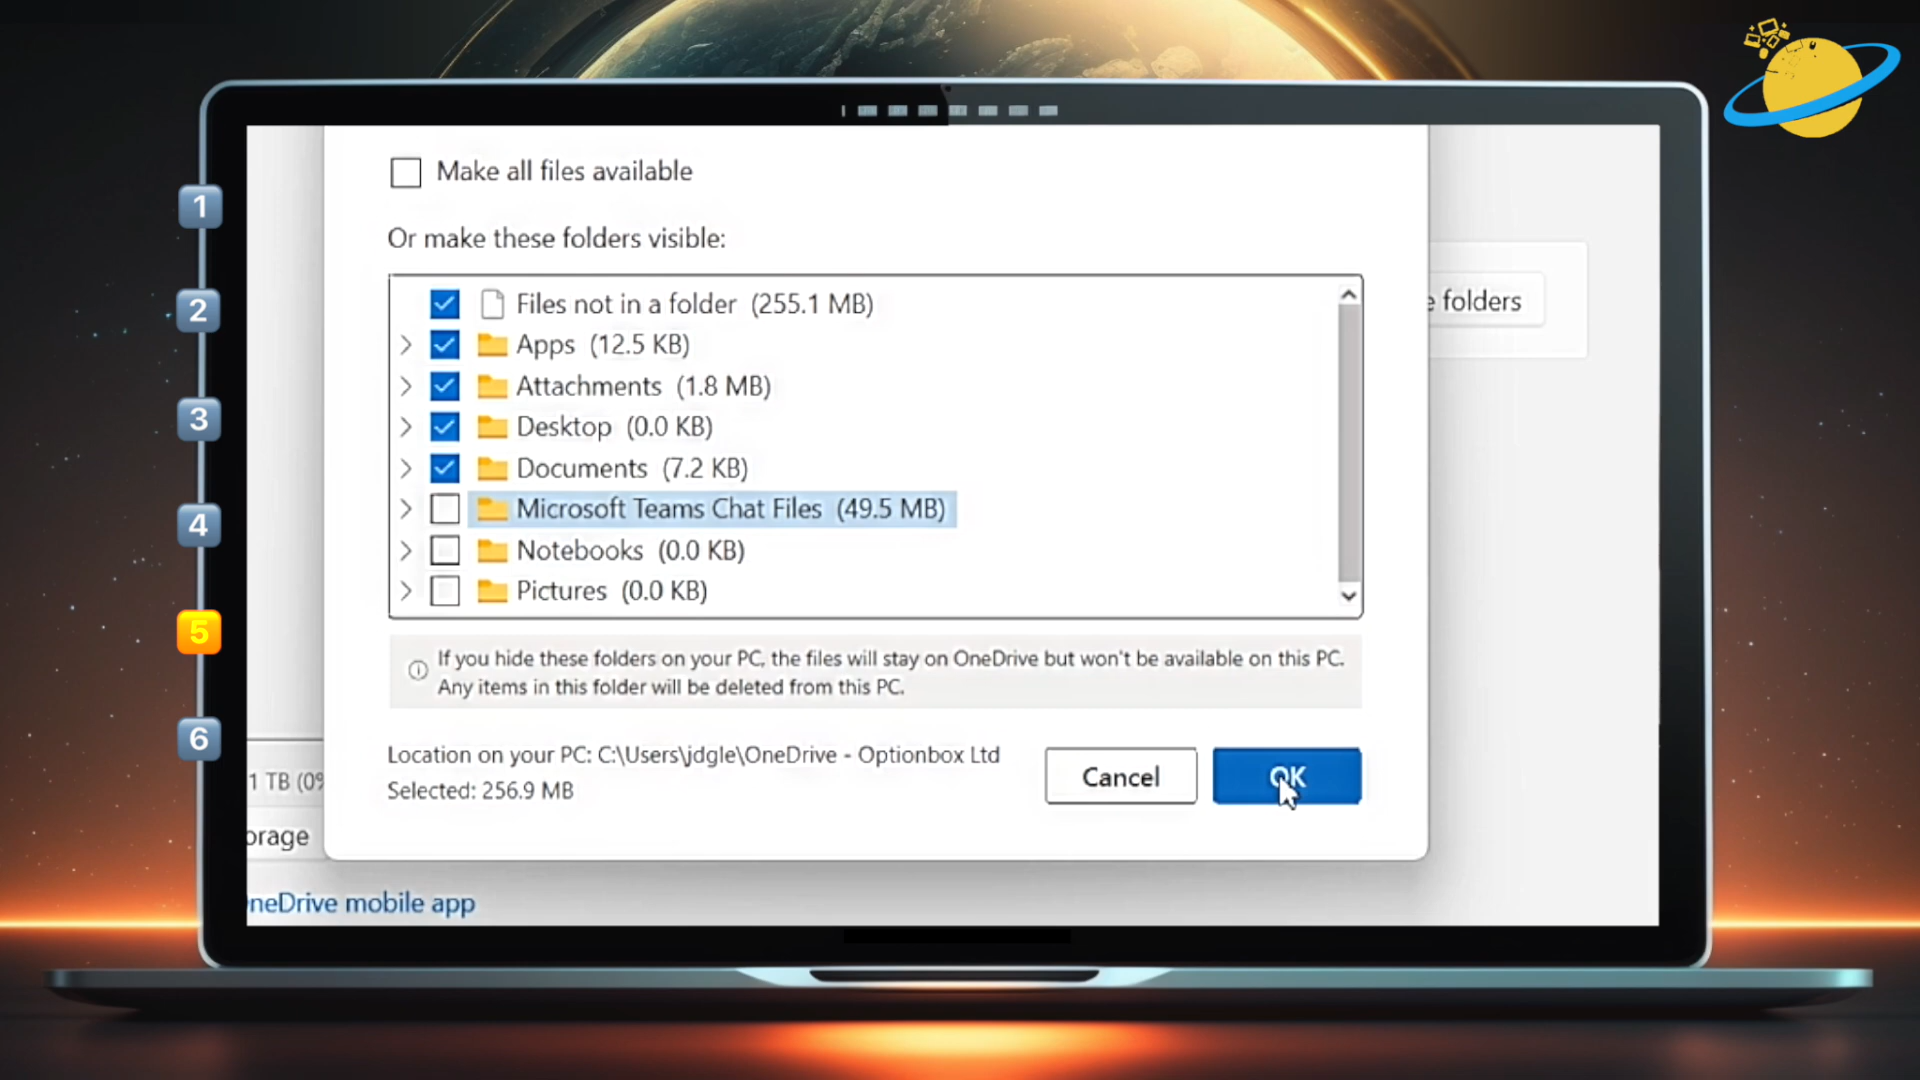 Make all files available
Or make these folders visible:
Files not in a folder (255.1 MB)
Apps (12.5 KB)
Attachments (1.8 MB)
Desktop (0.0 KB)
Documents (7.2 KB)
Microsoft Teams Chat Files (49.5 MB)
Notebooks (0.0 KB)
Pictures (0.0 KB)
If you hide these folders on your PC, the files will stay on OneDrive but won't be available on this PC.
Any items in this folder will be deleted from this PC.
Location on your PC: C:\Users\jdgle\OneDrive - Optionbox Ltd
Selected: 256.9 MB
Cancel
OK
folders
1 TB (0%
orage
neDrive mobile app
1
2
3
4
5
6